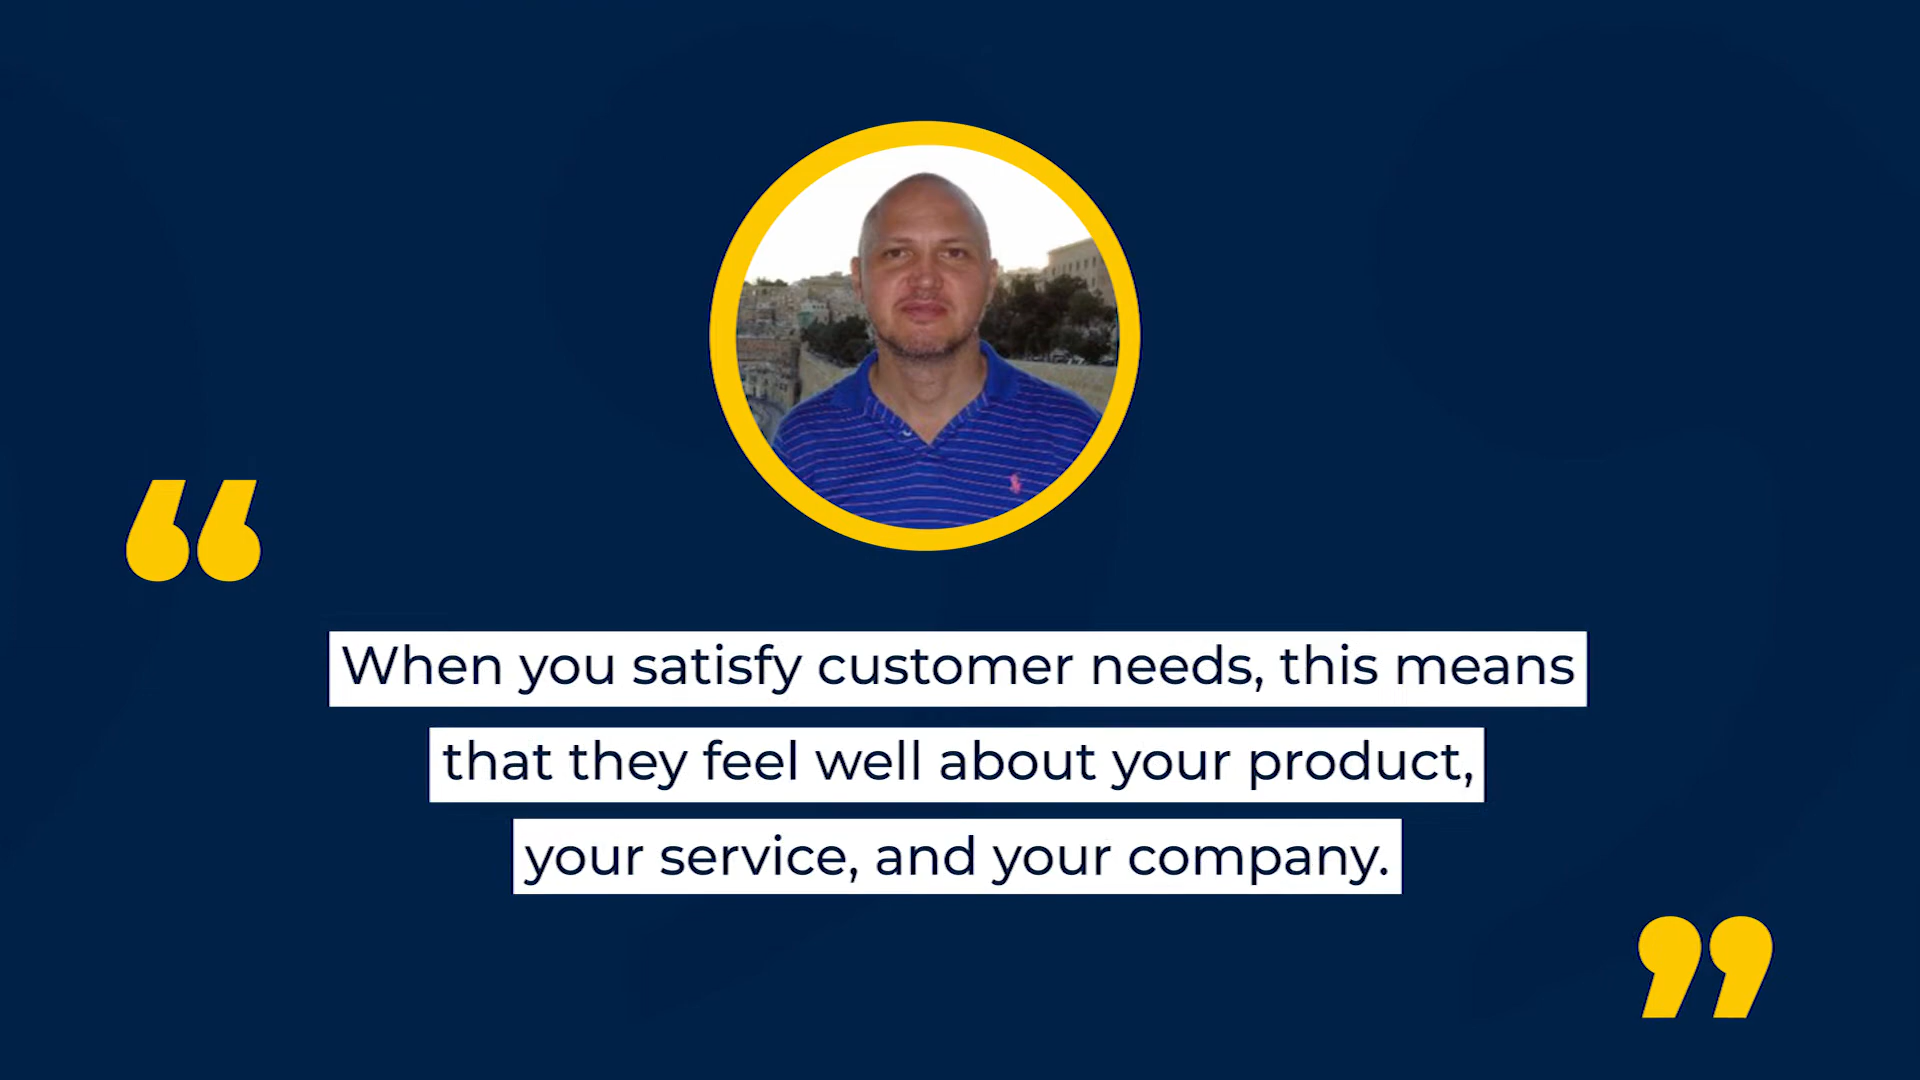 “
When you satisfy customer needs, this means
that they feel well about your product,
your service, and your company.
”